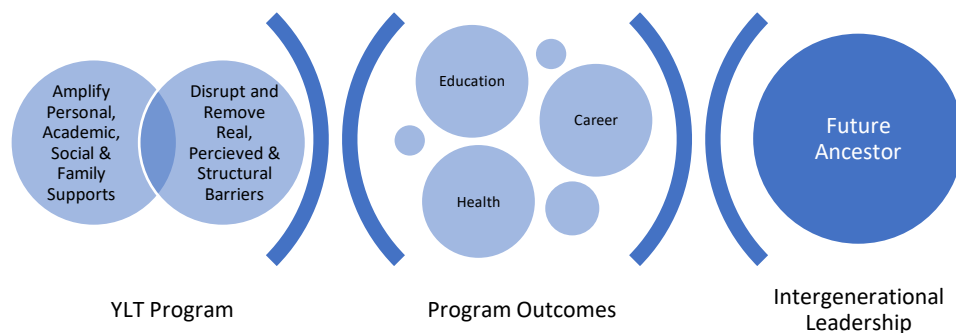 Amplify
Personal,
Academic,
Social &
Family
Supports
Disrupt and
Remove
Real,
Percieved &
Structural
Barriers
Education
Career
Health
Future
Ancestor
YLT Program
Program Outcomes
Intergenerational
Leadership